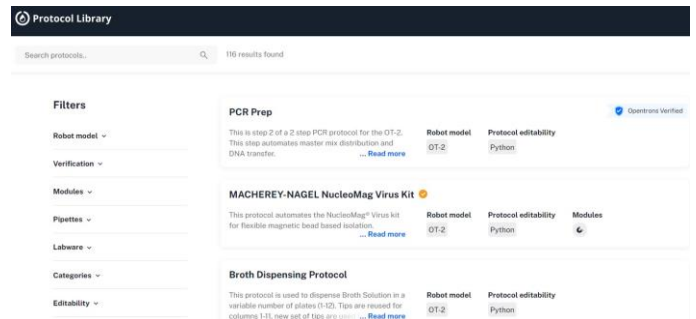 Protocol Library
Search protocols..
116 results found
Filters
Robot model
Verification
Modules
Pipettes
Labware
Categories
Editability
PCR Prep
Opentrons Verified
This is step 2 of a 2 step PCR protocol for the OT-2.
This step automates master mix distribution and
DNA transfer.
... Read more
Robot model
OT-2
Protocol editability
Python
MACHEREY-NAGEL NucleoMag Virus Kit
This protocol automates the NucleoMag® Virus kit
for flexible magnetic bead based isolation.
... Read more
Robot model
OT-2
Protocol editability
Python
Modules
Broth Dispensing Protocol
This protocol is used to dispense Broth Solution in a
variable number of plates (1-12). Tips are reused for
columns 1-11, new set of tips are ... Read more
Robot model
OT-2
Protocol editability
Python